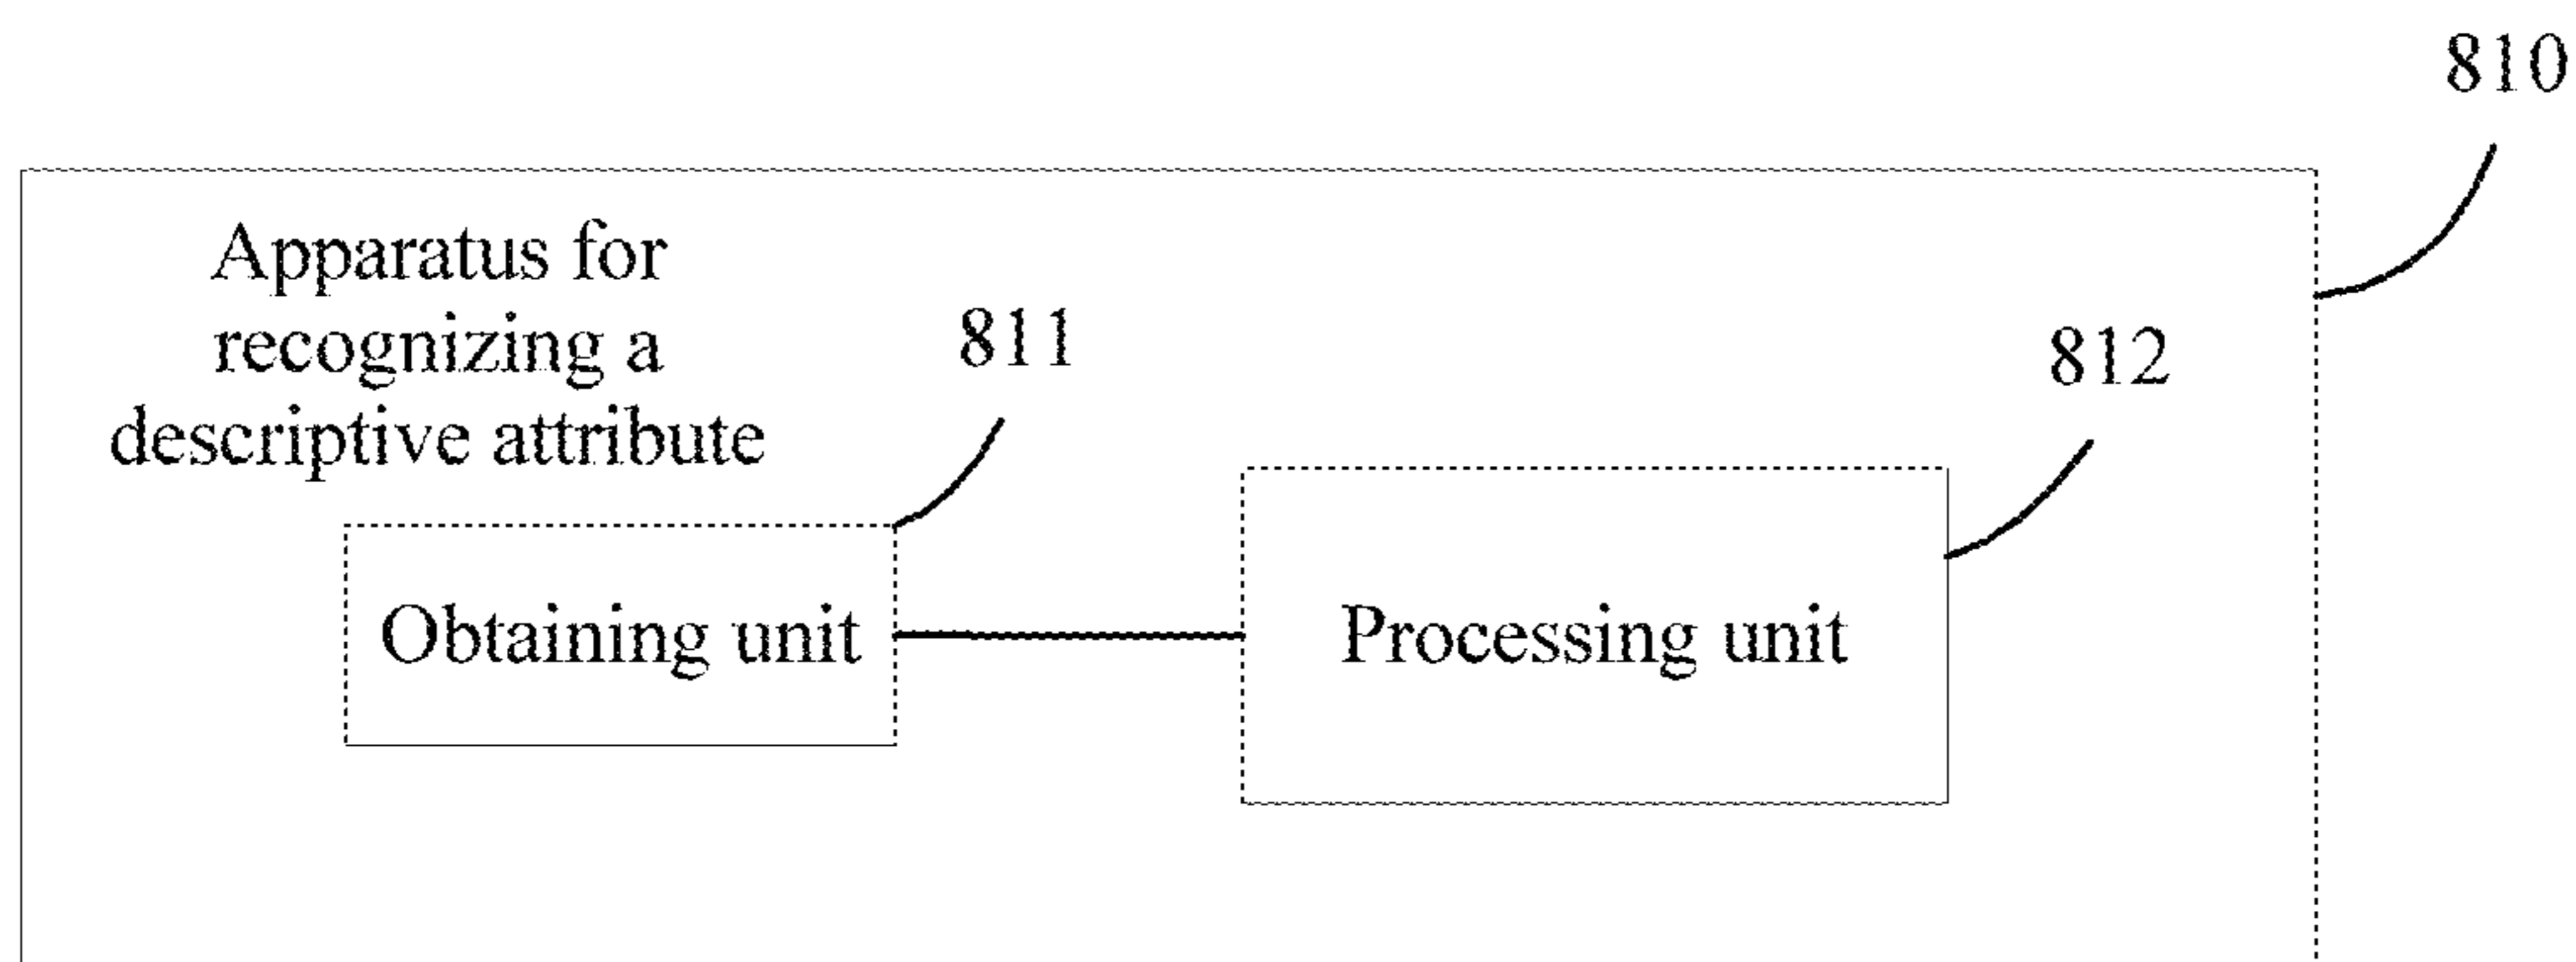 810
Apparatus for
recognizing a
descriptive attribute
811
812
Obtaining unit
Processing unit